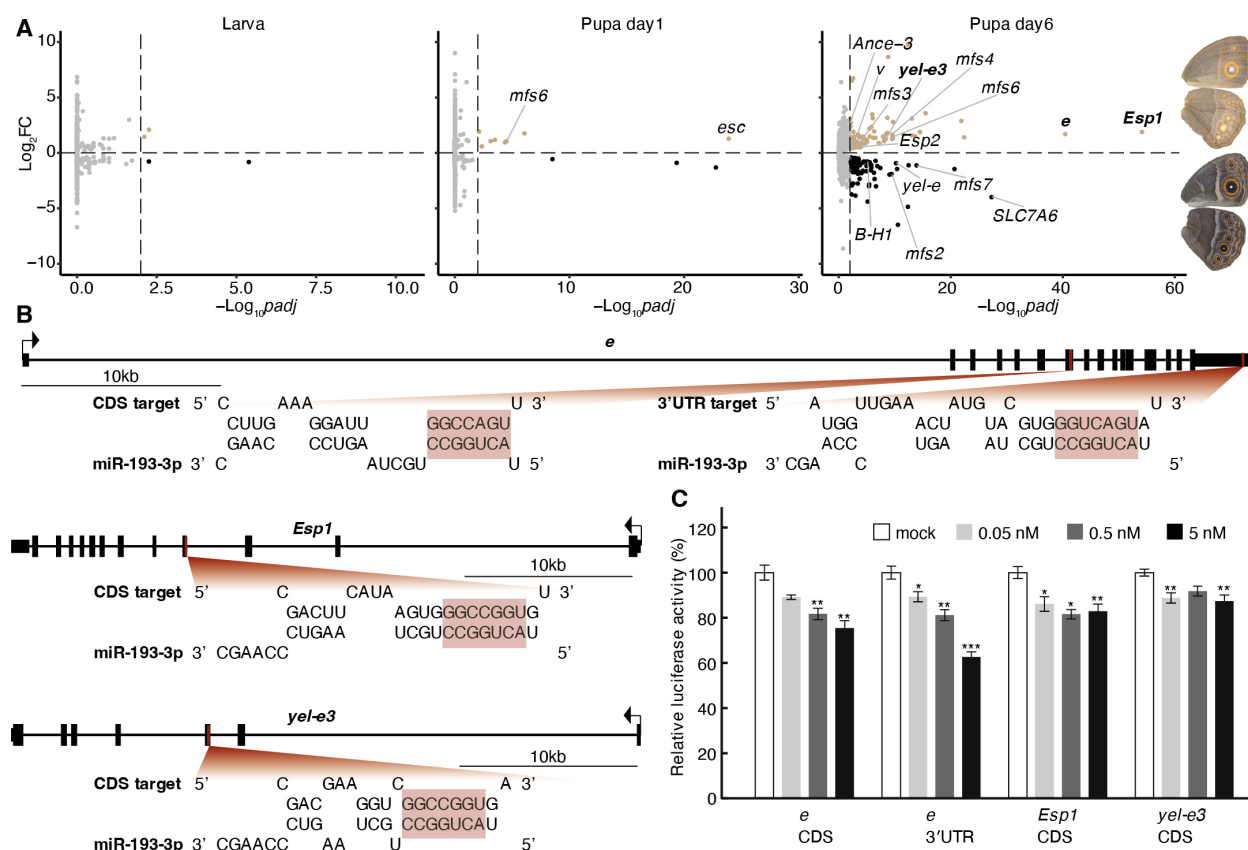 A
Larva
Pupa day1
Pupa day6
Log2FC
10
5
0
−5
−10
0.0 2.5 5.0 7.5 10.0
−Log10padj
mfs6
esc
0 10 20 30
−Log10padj
Ance-3
v
yel-e3
mfs4
mfs3
mfs6
e
Esp1
Esp2
yel-e
mfs7
SLC7A6
B-H1
mfs2
0 20 40 60
−Log10padj
B
e
10kb
CDS target 5’ C AAA U 3’
CUUG GGAUU GGCCAGU
GAAC CCUGA CCGGUCA
miR-193-3p 3’ C AUCGU U 5’
3’UTR target 5’ A UUGAA AUG C U 3’
UGG ACU UA GUGGGUCAGUA
ACC UGA AU CGUCCGGUCAU
miR-193-3p 3’ CGA C 5’
Esp1
10kb
CDS target 5’ C CAUA U 3’
GACUU AGUGGGCCGGUG
CUGAA UCGUCCGGUCAU
miR-193-3p 3’ CGAACC 5’
yel-e3
10kb
CDS target 5’ C GAA C A 3’
GAC GGU GGCCGGUG
CUG UCG CCGGUCAU
miR-193-3p 3’ CGAACC AA U 5’
C
Relative luciferase activity (%)
120
100
80
60
40
20
0
mock 0.05 nM 0.5 nM 5 nM
** **
* ** ***
* * **
** **
e CDS
e 3’UTR
Esp1 CDS
yel-e3 CDS